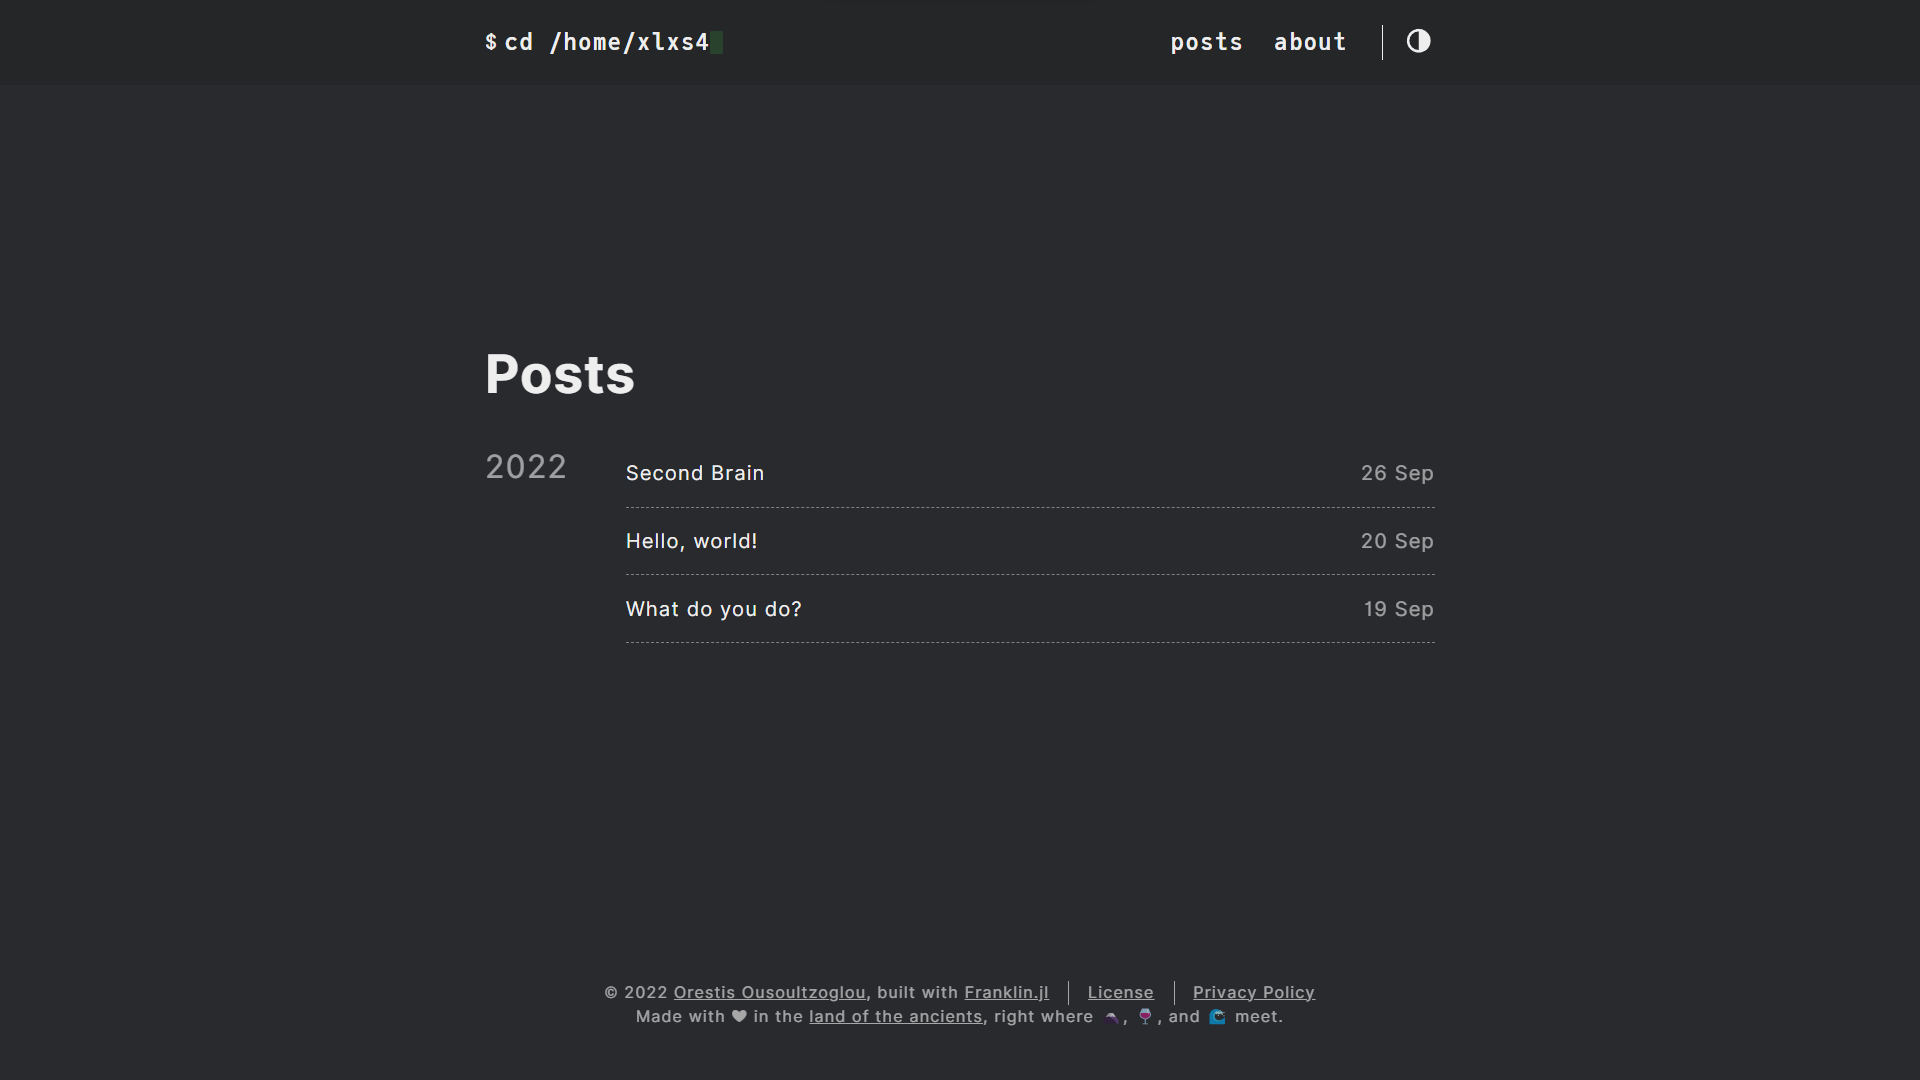 $ cd /home/xlxs4
posts about
Posts
2022
Second Brain 26 Sep
Hello, world! 20 Sep
What do you do? 19 Sep
© 2022 Orestis Ousoultzoglou, built with Franklin.jl | License | Privacy Policy
Made with ♥ in the land of the ancients, right where 🌋, 🍷, and 🌊 meet.